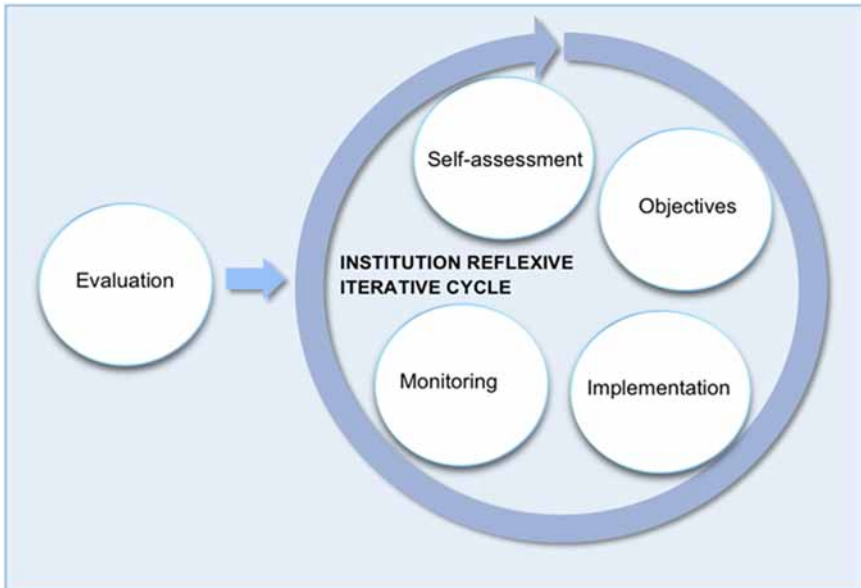 Self-assessment
Objectives
Evaluation
INSTITUTION REFLEXIVE
ITERATIVE CYCLE
Monitoring
Implementation